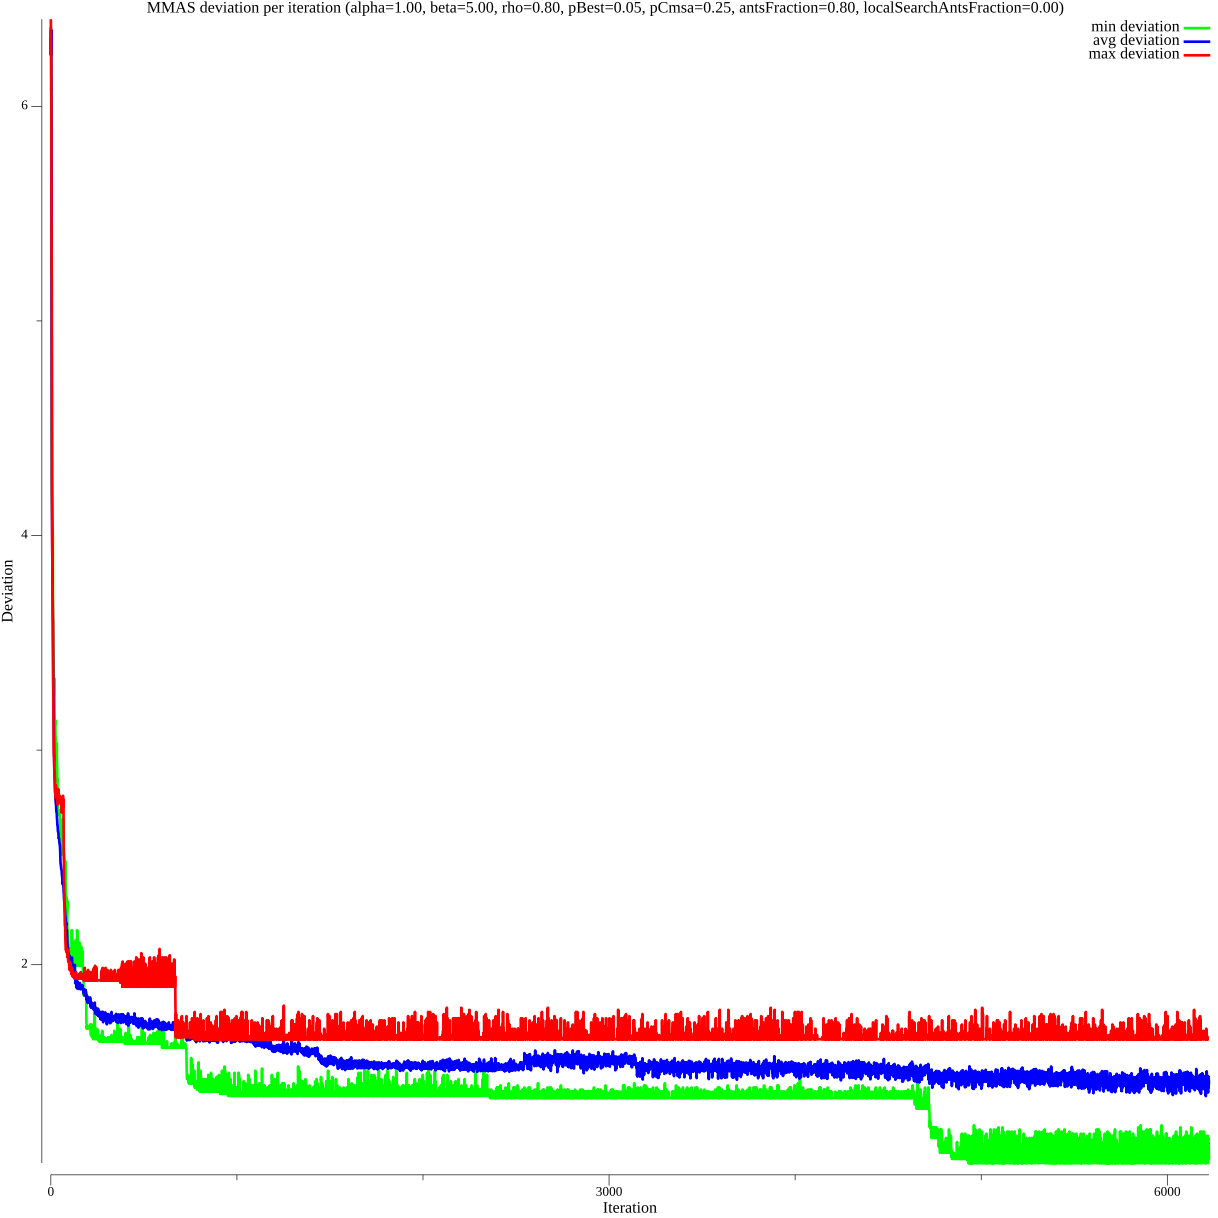 MMAS deviation per iteration (alpha=1.00, beta=5.00, rho=0.80, pBest=0.05, pCmsa=0.25, antsFraction=0.80, localSearchAntsFraction=0.00)
min deviation
avg deviation
max deviation
6
4
Deviation
2
0
3000
6000
Iteration